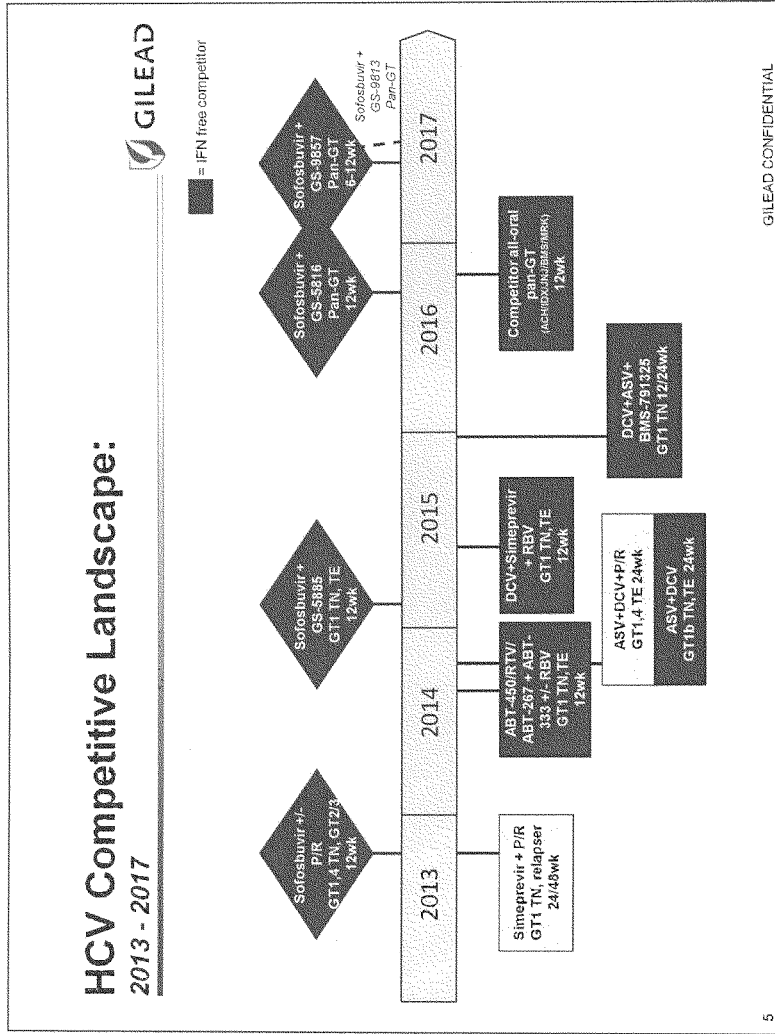 HCV Competitive Landscape:
2013 - 2017
GILEAD
= IFN free competitor
Sofosbuvir +/-
P/R
GT1,4 TN, GT2/3
12wk
Sofosbuvir +
GS-5885
GT1 TN, TE
12wk
Sofosbuvir +
GS-5816
Pan-GT
12wk
Sofosbuvir +
GS-9857
Pan-GT
6-12wk
Sofosbuvir +
GS-9813
Pan-GT
2013
2014
2015
2016
2017
Simeprevir + P/R
GT1 TN, relapser
24/48wk
ABT-450/RTV/
ABT-267 + ABT-
333 +/- RBV
GT1 TN,TE
12wk
ASV+DCV+P/R
GT1,4 TE 24wk
ASV+DCV
GT1b TN,TE 24wk
DCV+Simeprevir
+ RBV
GT1 TN,TE
12wk
DCV+ASV+
BMS-791325
GT1 TN 12/24wk
Competitor all-oral
pan-GT
(ACH/IDX/JNJ/BMS/MRK)
12wk
5
GILEAD CONFIDENTIAL